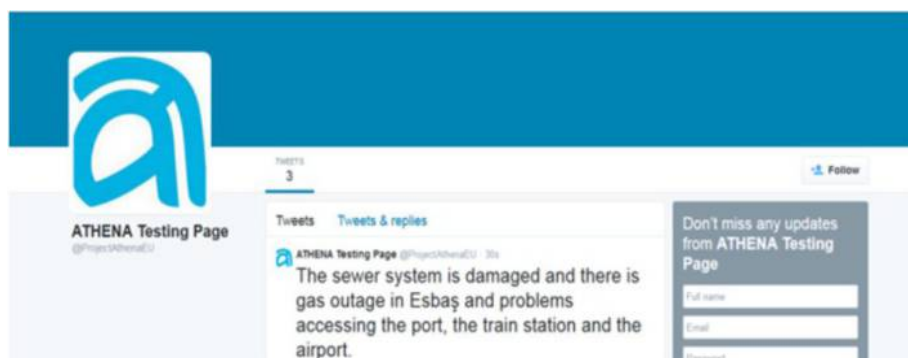 TWEETS
3
Follow
ATHENA Testing Page
@ProjectAthenaEU
Tweets Tweets & replies
ATHENA Testing Page @ProjectAthenaEU · 30s
The sewer system is damaged and there is
gas outage in Esbaş and problems
accessing the port, the train station and the
airport.
Don't miss any updates
from ATHENA Testing
Page
Full name
Email
Password